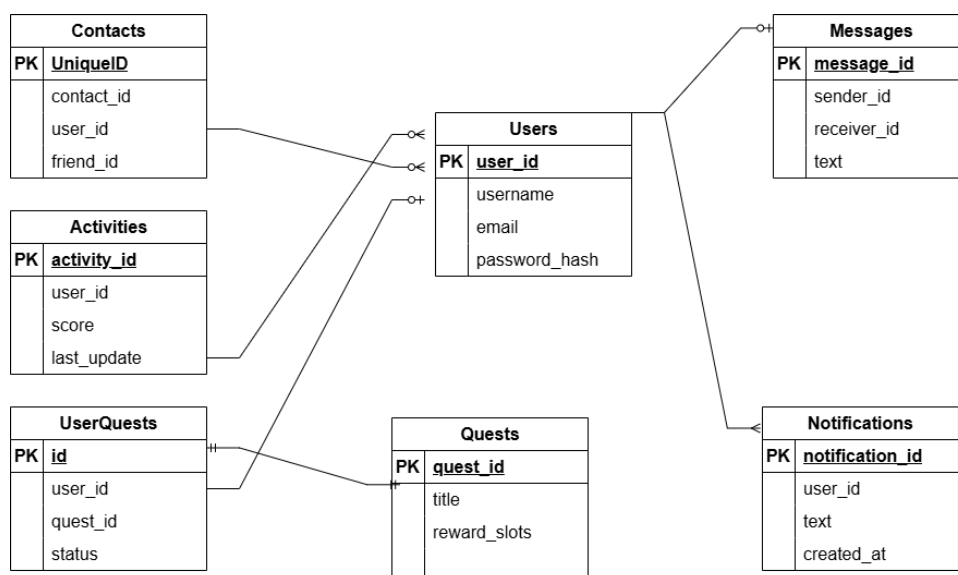 Contacts
PK UniqueID
contact_id
user_id
friend_id
Activities
PK activity_id
user_id
score
last_update
UserQuests
PK id
user_id
quest_id
status
Users
PK user_id
username
email
password_hash
Quests
PK quest_id
title
reward_slots
Messages
PK message_id
sender_id
receiver_id
text
Notifications
PK notification_id
user_id
text
created_at